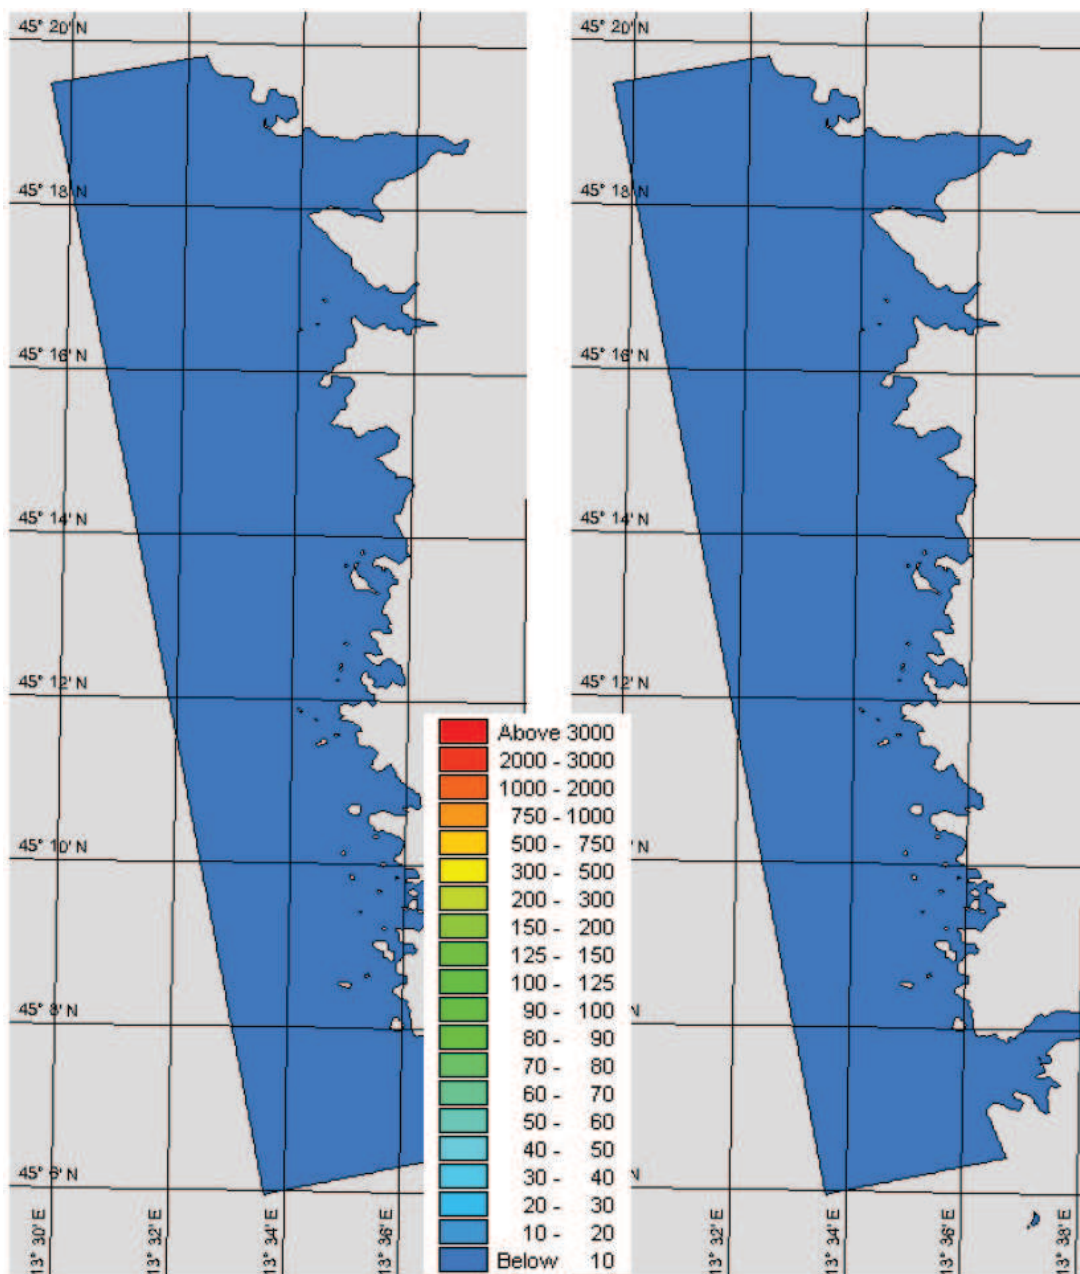 45° 20' N
45° 18' N
45° 16' N
45° 14' N
45° 12' N
45° 10' N
45° 8' N
45° 6' N
13° 30' E
13° 32' E
13° 34' E
13° 36' E
Above 3000
2000 - 3000
1000 - 2000
750 - 1000
500 - 750
300 - 500
200 - 300
150 - 200
125 - 150
100 - 125
90 - 100
80 - 90
70 - 80
60 - 70
50 - 60
40 - 50
30 - 40
20 - 30
10 - 20
Below 10
45° 20' N
45° 18' N
45° 16' N
45° 14' N
45° 12' N
' N
N
N
13° 32' E
13° 34' E
13° 36' E
13° 38' E